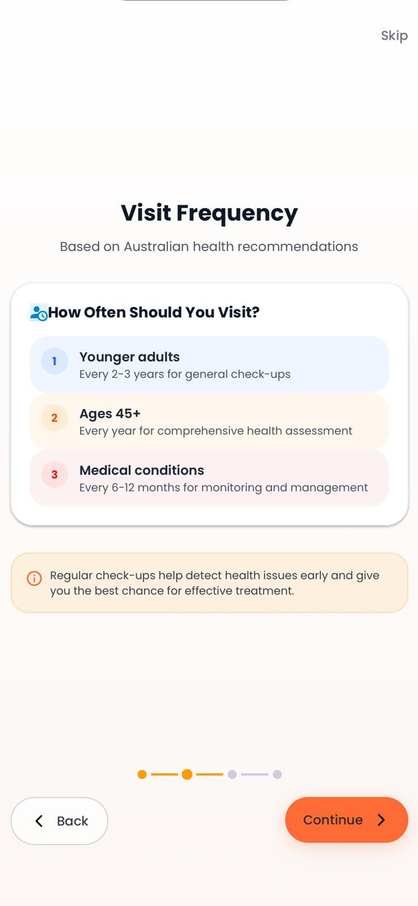 Skip
Visit Frequency
Based on Australian health recommendations
How Often Should You Visit?
1
Younger adults
Every 2-3 years for general check-ups
2
Ages 45+
Every year for comprehensive health assessment
3
Medical conditions
Every 6-12 months for monitoring and management
Regular check-ups help detect health issues early and give
you the best chance for effective treatment.
Back
Continue